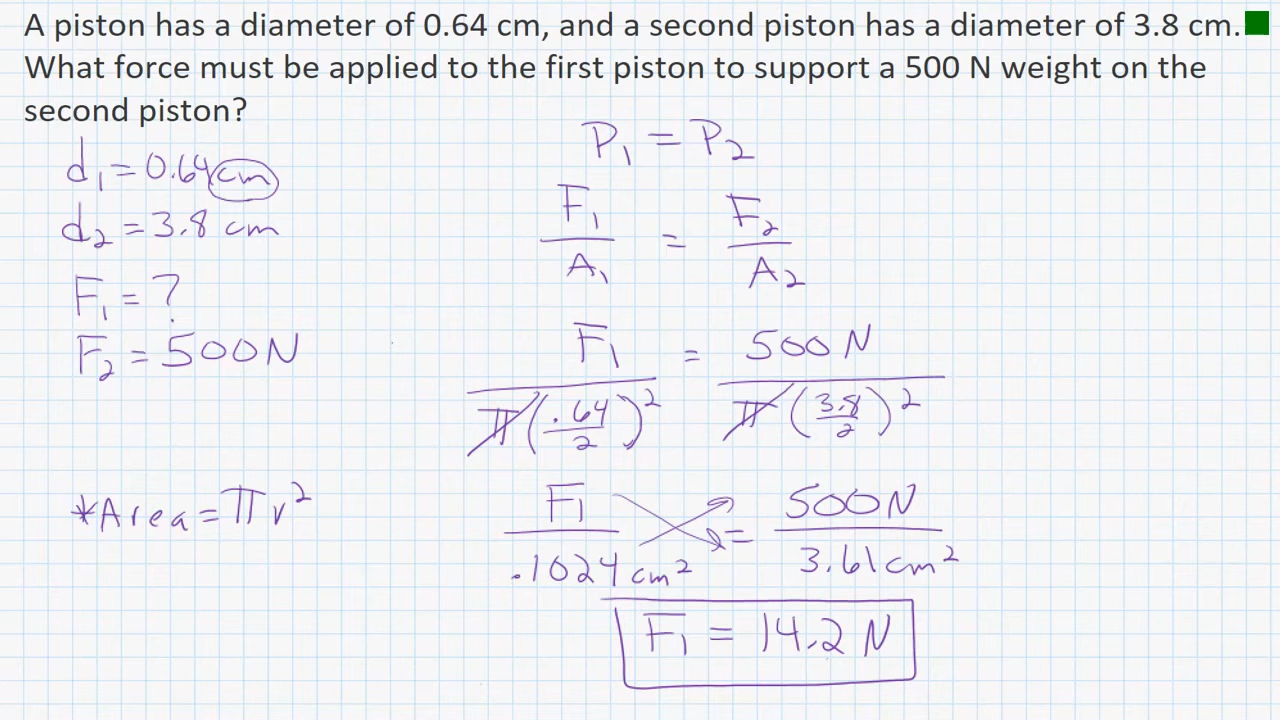 A piston has a diameter of 0.64 cm, and a second piston has a diameter of 3.8 cm.
What force must be applied to the first piston to support a 500 N weight on the
second piston?
d₁ = 0.64 cm
d₂ = 3.8 cm
F₁ = ?
F₂ = 500 N
*Area = πr²
P₁ = P₂
F₁/A₁ = F₂/A₂
F₁/π(.64/2)² = 500 N/π(3.8/2)²
F₁/.1024 cm² = 500 N/3.61 cm²
F₁ = 14.2 N